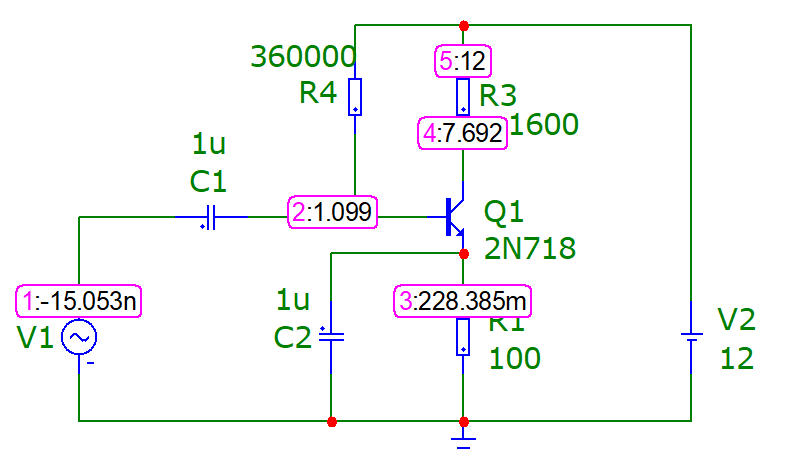 360000
R4
5:12
R3
4:7.692
1600
1u
C1
2:1.099
Q1
2N718
1:-15.053n
V1
1u
C2
3:228.385m
R1
100
V2
12